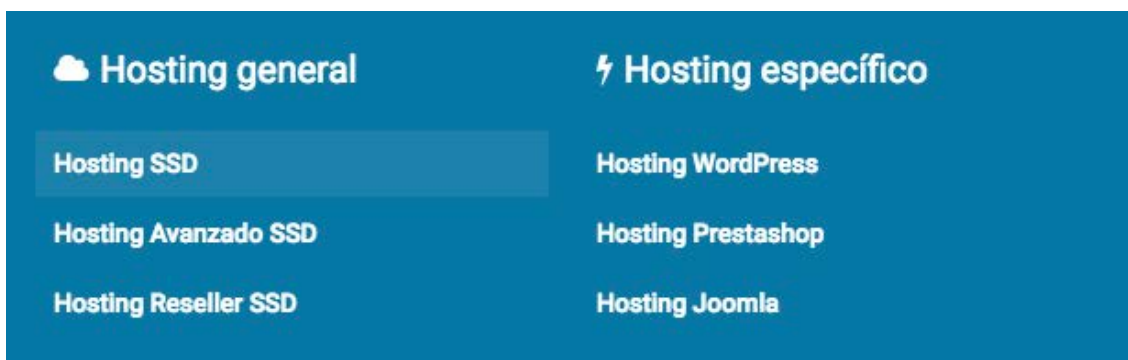 Hosting general
Hosting SSD
Hosting Avanzado SSD
Hosting Reseller SSD
Hosting específico
Hosting WordPress
Hosting Prestashop
Hosting Joomla